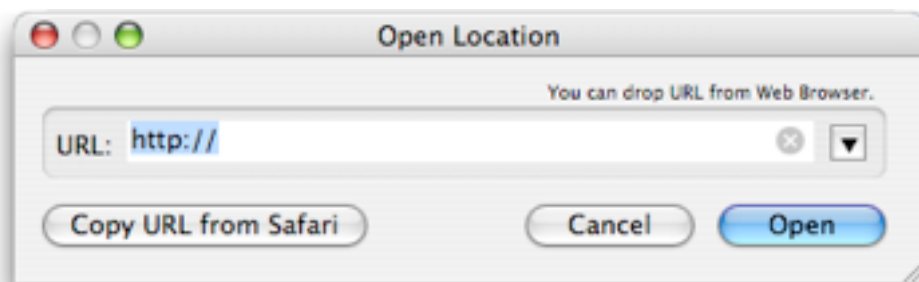 Open Location
You can drop URL from Web Browser.
URL: http://
Copy URL from Safari Cancel Open